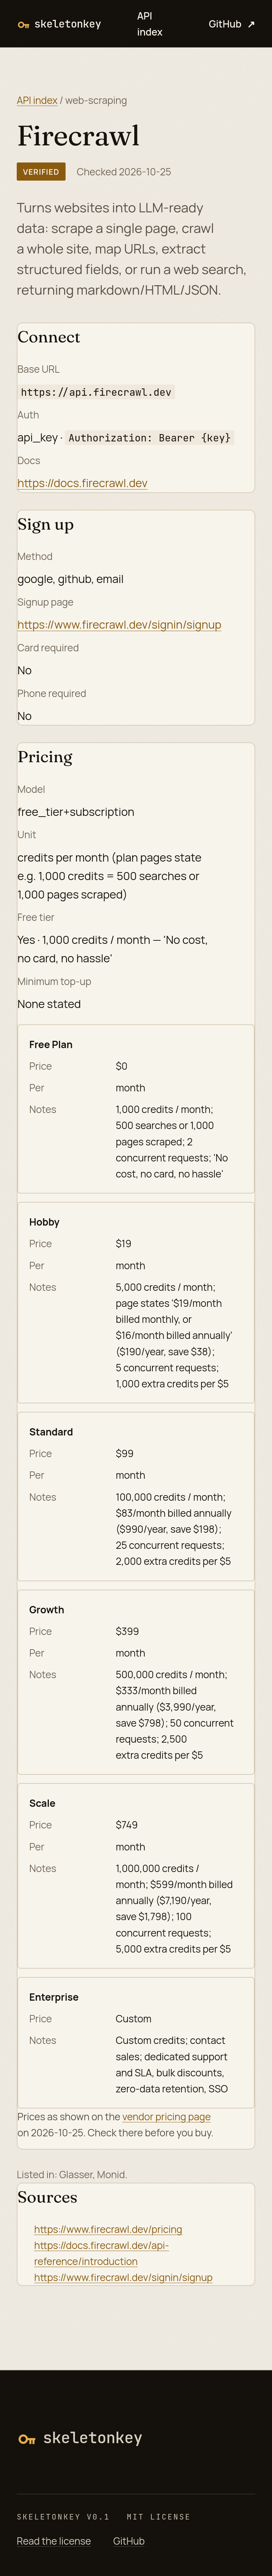 skeletonkey
API
index
GitHub ↗
API index / web-scraping
Firecrawl
VERIFIED
Checked 2026-10-25
Turns websites into LLM-ready
data: scrape a single page, crawl
a whole site, map URLs, extract
structured fields, or run a web search,
returning markdown/HTML/JSON.
Connect
Base URL
https://api.firecrawl.dev
Auth
api_key · Authorization: Bearer {key}
Docs
https://docs.firecrawl.dev
Sign up
Method
google, github, email
Signup page
https://www.firecrawl.dev/signin/signup
Card required
No
Phone required
No
Pricing
Model
free_tier+subscription
Unit
credits per month (plan pages state
e.g. 1,000 credits = 500 searches or
1,000 pages scraped)
Free tier
Yes · 1,000 credits / month — 'No cost,
no card, no hassle'
Minimum top-up
None stated
Free Plan
Price $0
Per month
Notes 1,000 credits / month;
500 searches or 1,000
pages scraped; 2
concurrent requests; 'No
cost, no card, no hassle'
Hobby
Price $19
Per month
Notes 5,000 credits / month;
page states '$19/month
billed monthly, or
$16/month billed annually'
($190/year, save $38);
5 concurrent requests;
1,000 extra credits per $5
Standard
Price $99
Per month
Notes 100,000 credits / month;
$83/month billed annually
($990/year, save $198);
25 concurrent requests;
2,000 extra credits per $5
Growth
Price $399
Per month
Notes 500,000 credits / month;
$333/month billed
annually ($3,990/year,
save $798); 50 concurrent
requests; 2,500
extra credits per $5
Scale
Price $749
Per month
Notes 1,000,000 credits /
month; $599/month billed
annually ($7,190/year,
save $1,798); 100
concurrent requests;
5,000 extra credits per $5
Enterprise
Price Custom
Notes Custom credits; contact
sales; dedicated support
and SLA, bulk discounts,
zero-data retention, SSO
Prices as shown on the vendor pricing page
on 2026-10-25. Check there before you buy.
Listed in: Glasser, Monid.
Sources
https://www.firecrawl.dev/pricing
https://docs.firecrawl.dev/api-
reference/introduction
https://www.firecrawl.dev/signin/signup
skeletonkey
SKELETONKEY V0.1 MIT LICENSE
Read the license GitHub